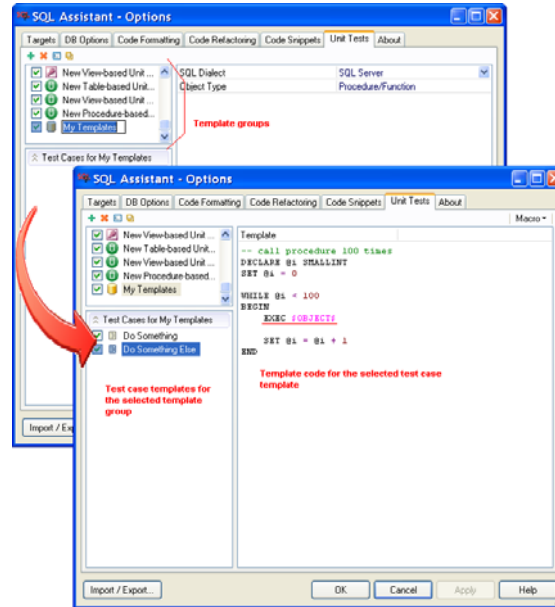 SQL Assistant - Options
Targets DB Options Code Formatting Code Refactoring Code Snippets Unit Tests About
New View-based Unit ...
New Table-based Unit...
New View-based Unit ...
New Procedure-based...
My Templates
SQL Dialect SQL Server
Object Type Procedure/Function
Template groups
Test Cases for My Templates
SQL Assistant - Options
Targets DB Options Code Formatting Code Refactoring Code Snippets Unit Tests About
Macro
New View-based Unit ...
New Table-based Unit...
New View-based Unit ...
New Procedure-based...
My Templates
Test Cases for My Templates
Do Something
Do Something Else
Test case templates for
the selected template
group
Template
-- call procedure 100 times
DECLARE @i SMALLINT
SET @i = 0
WHILE @i < 100
BEGIN
EXEC $OBJECT$
SET @i = @i + 1
END
Template code for the selected test case
template
Import / Exp
Import / Export...
OK Cancel Apply Help